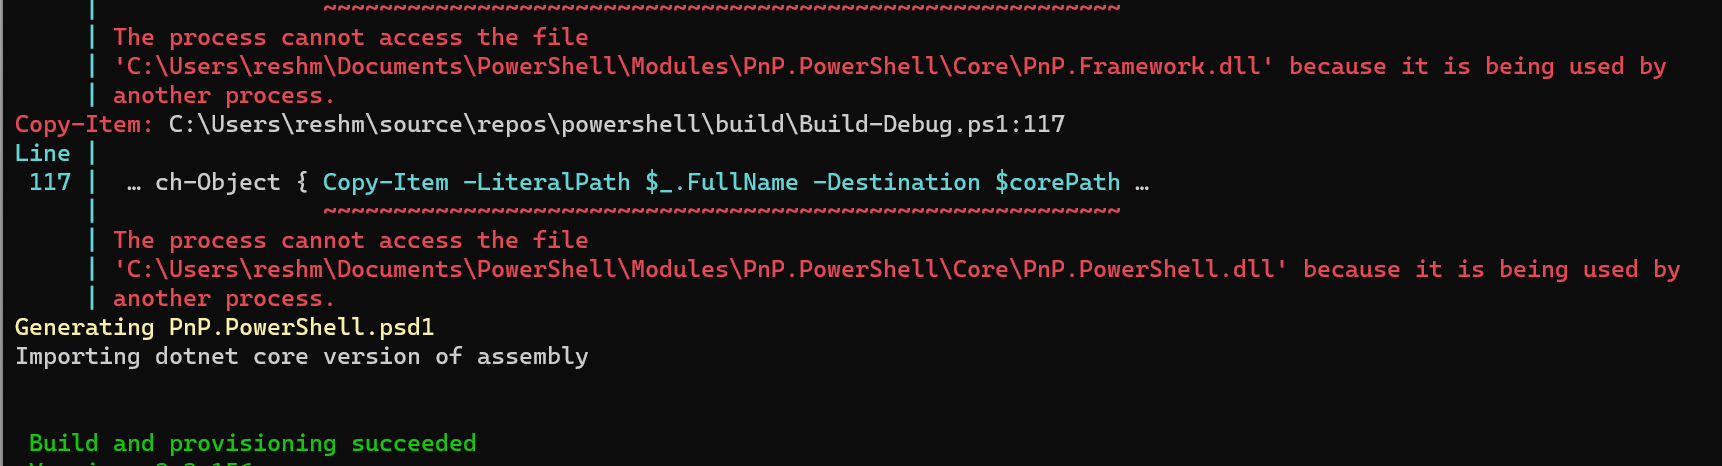 |                ~~~~~~~~~~~~~~~~~~~~~~~~~~~~~~~~~~~~~~~~~~~~~~~~~~~~~~~~~
| The process cannot access the file
| 'C:\Users\reshm\Documents\PowerShell\Modules\PnP.PowerShell\Core\PnP.Framework.dll' because it is being used by
| another process.
Copy-Item: C:\Users\reshm\source\repos\powershell\build\Build-Debug.ps1:117
Line |
 117 |  … ch-Object { Copy-Item -LiteralPath $_.FullName -Destination $corePath …
|                ~~~~~~~~~~~~~~~~~~~~~~~~~~~~~~~~~~~~~~~~~~~~~~~~~~~~~~~~~
| The process cannot access the file
| 'C:\Users\reshm\Documents\PowerShell\Modules\PnP.PowerShell\Core\PnP.PowerShell.dll' because it is being used by
| another process.
Generating PnP.PowerShell.psd1
Importing dotnet core version of assembly
Build and provisioning succeeded